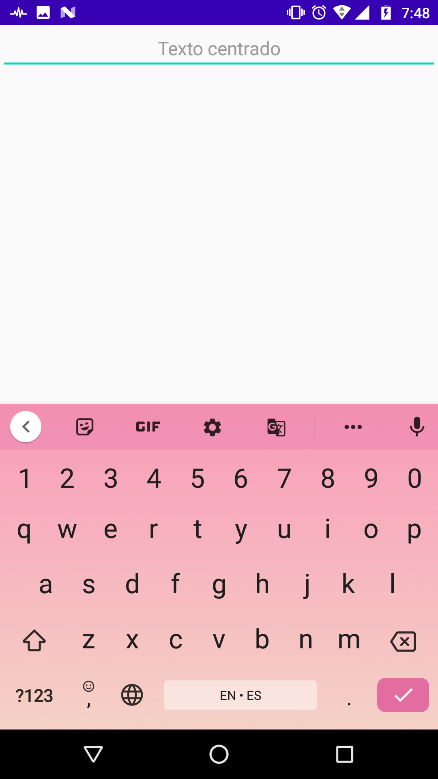 7:48
Texto centrado
GIF
1 2 3 4 5 6 7 8 9 0
q w e r t y u i o p
a s d f g h j k l
z x c v b n m
?123 , EN • ES .